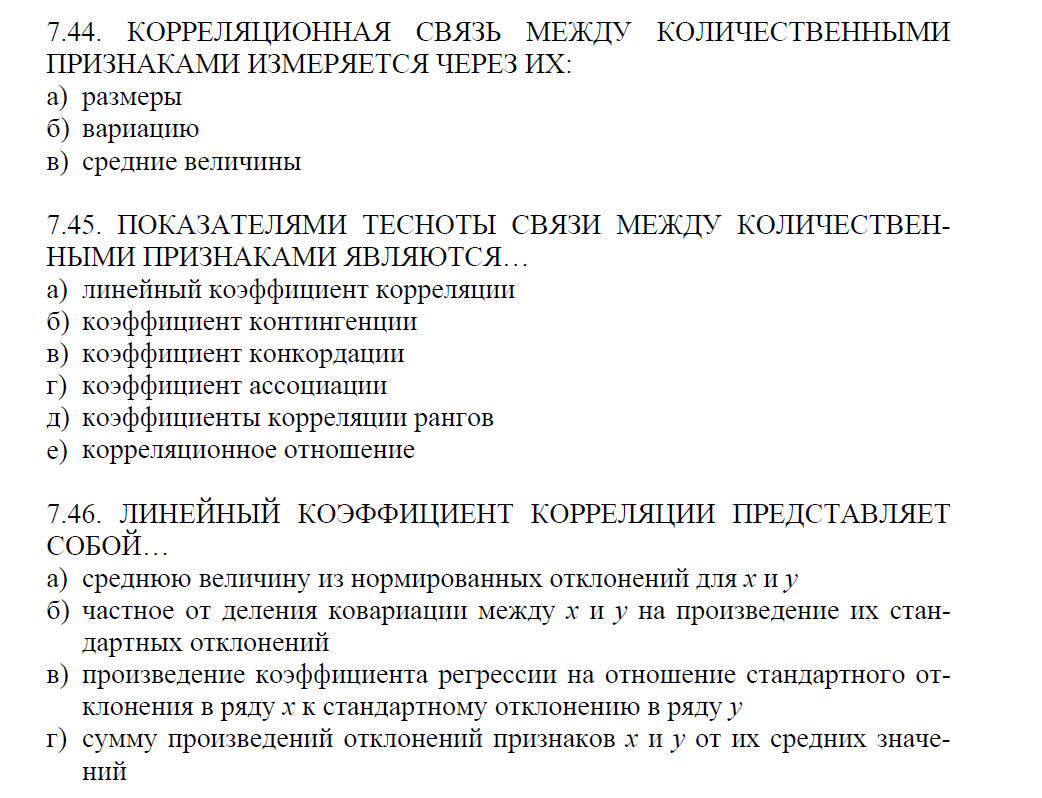 7.44. КОРРЕЛЯЦИОННАЯ СВЯЗЬ МЕЖДУ КОЛИЧЕСТВЕННЫМИ
ПРИЗНАКАМИ ИЗМЕРЯЕТСЯ ЧЕРЕЗ ИХ:
а) размеры
б) вариацию
в) средние величины
7.45. ПОКАЗАТЕЛЯМИ ТЕСНОТЫ СВЯЗИ МЕЖДУ КОЛИЧЕСТВЕН-
НЫМИ ПРИЗНАКАМИ ЯВЛЯЮТСЯ…
а) линейный коэффициент корреляции
б) коэффициент контингенции
в) коэффициент конкордации
г) коэффициент ассоциации
д) коэффициенты корреляции рангов
е) корреляционное отношение
7.46. ЛИНЕЙНЫЙ КОЭФФИЦИЕНТ КОРРЕЛЯЦИИ ПРЕДСТАВЛЯЕТ
СОБОЙ…
а) среднюю величину из нормированных отклонений для x и y
б) частное от деления ковариации между x и y на произведение их стан-
дартных отклонений
в) произведение коэффициента регрессии на отношение стандартного от-
клонения в ряду x к стандартному отклонению в ряду y
г) сумму произведений отклонений признаков x и y от их средних значе-
ний